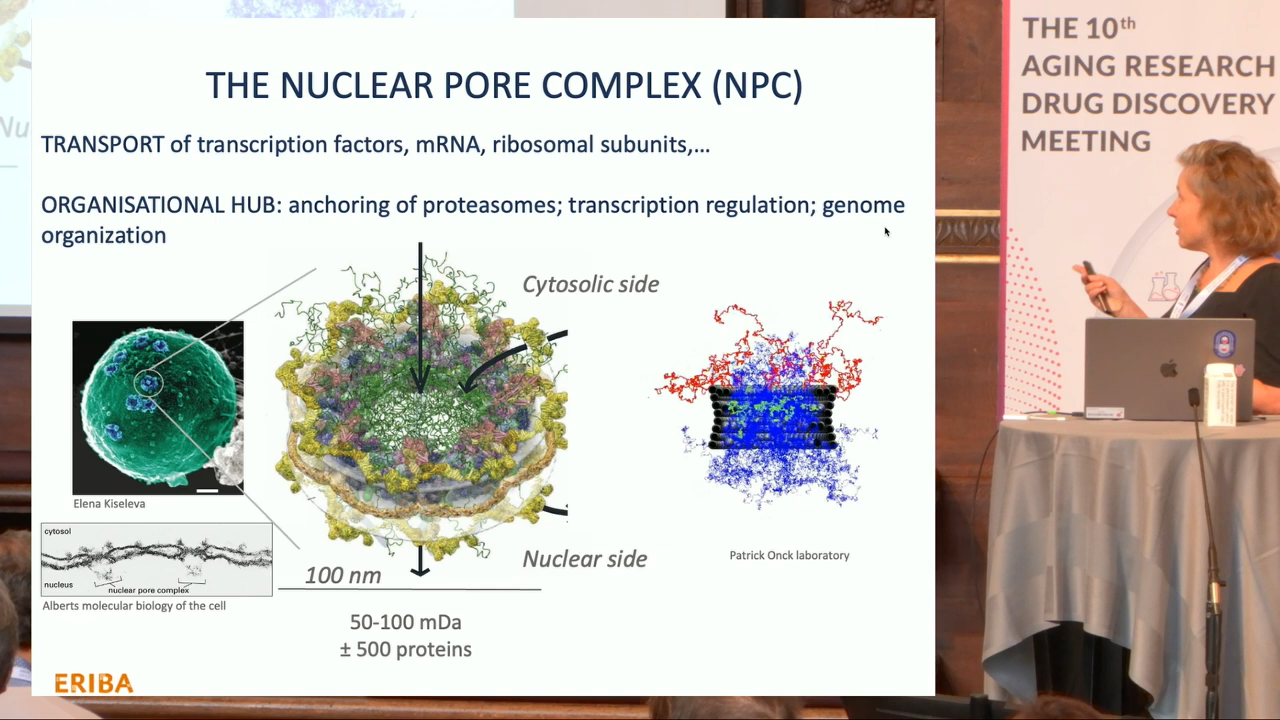 THE NUCLEAR PORE COMPLEX (NPC)
TRANSPORT of transcription factors, mRNA, ribosomal subunits,...
ORGANISATIONAL HUB: anchoring of proteasomes; transcription regulation; genome
organization
Cytosolic side
Elena Kiseleva
cytosol
nucleus
nuclear pore complex
Alberts molecular biology of the cell
100 nm
Nuclear side
50-100 mDa
± 500 proteins
Patrick Onck laboratory
ERIBA
Nu
THE 10th
AGING RESEARCH
DRUG DISCOVERY
MEETING